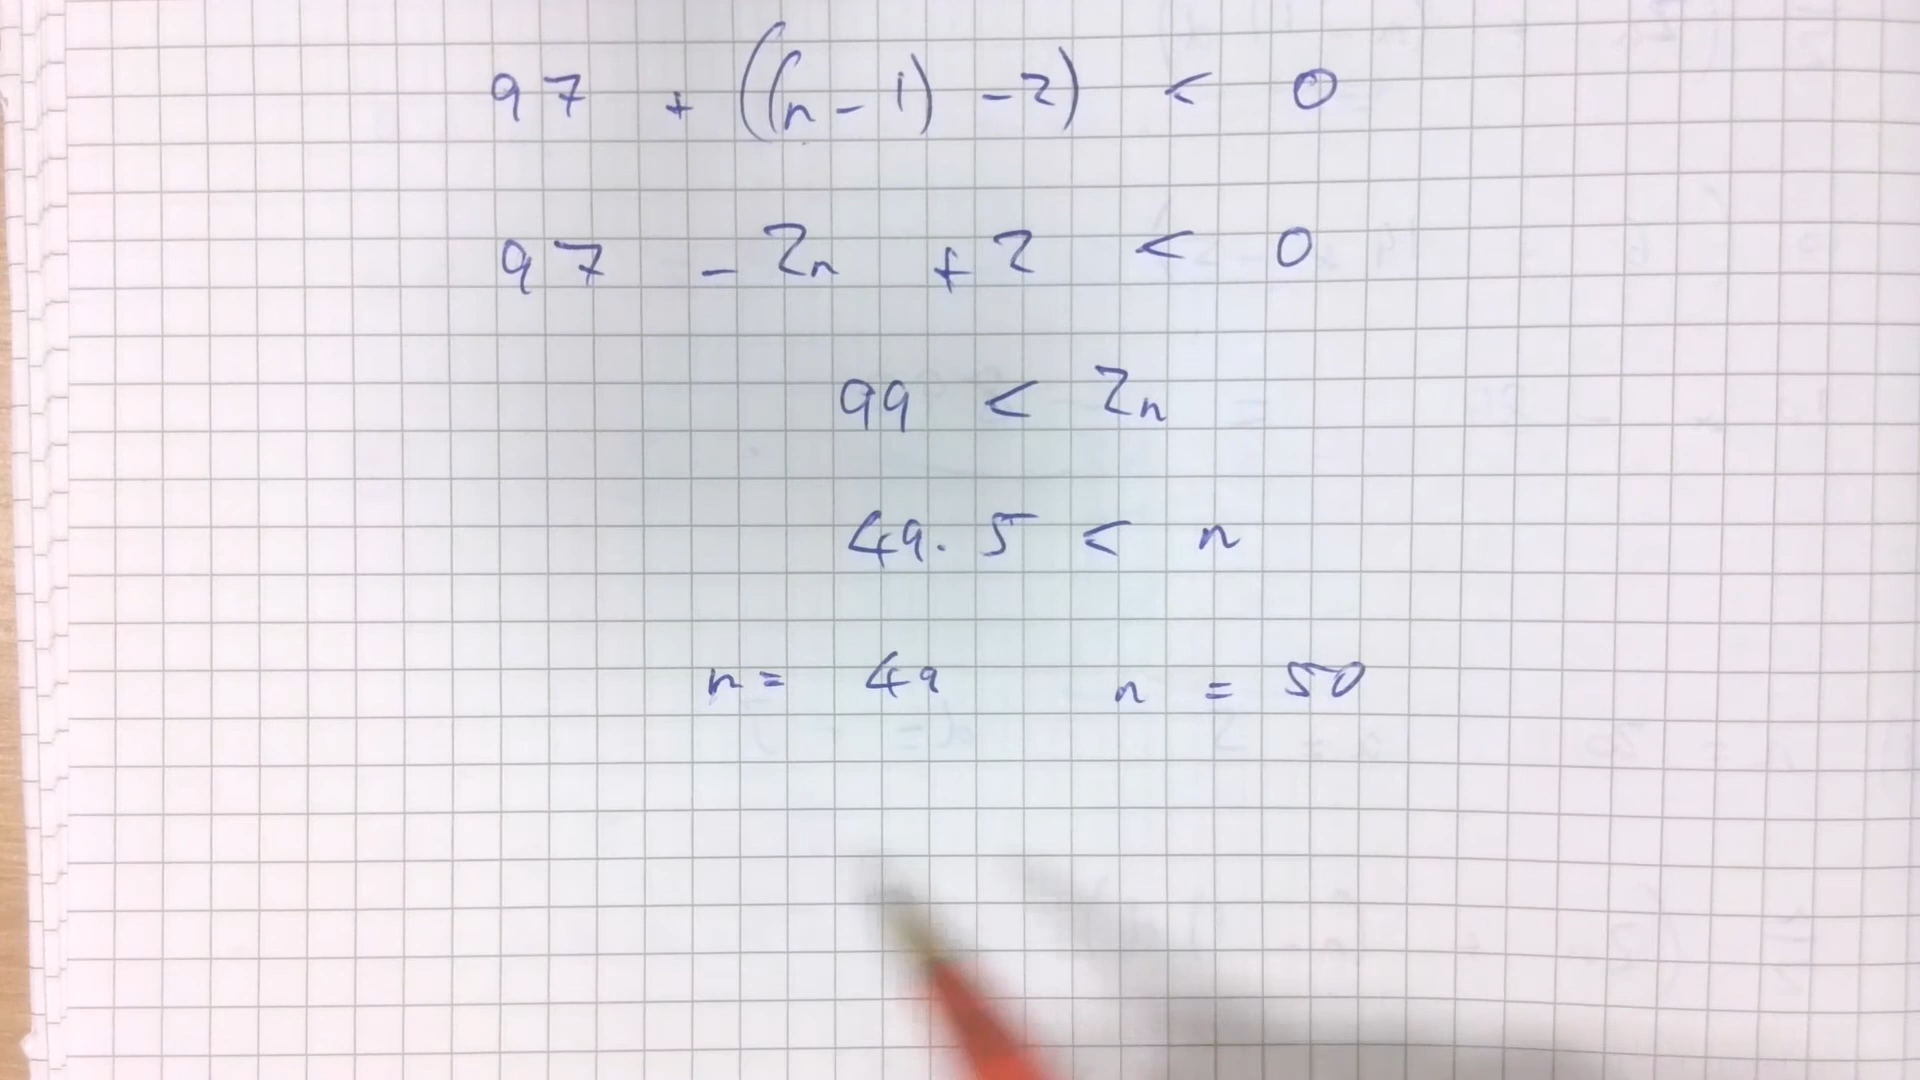 97 + ((n - 1) - 2) < 0
97 - 2n + 2 < 0
99 < 2n
49.5 < n
n = 49 n = 50